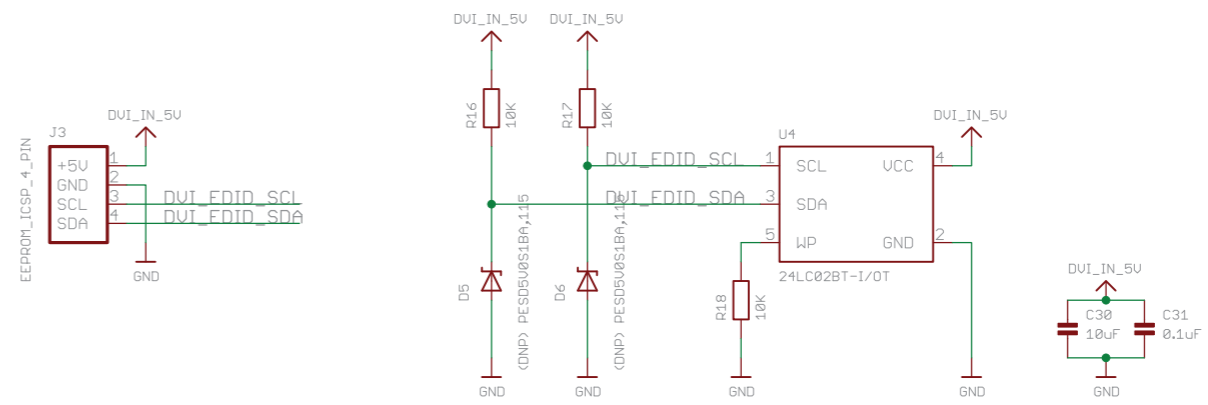 DVI_IN_5V
DVI_IN_5V
R16
10K
R17
10K
DVI_IN_5V
J3
EEPROM_ICSP_4_PIN
+5V
1
GND
2
SCL
3
DVI_EDID_SCL
SDA
4
DVI_EDID_SDA
GND
DVI_EDID_SCL
DVI_EDID_SDA
U4
DVI_IN_5V
1
SCL
VCC
4
3
SDA
5
WP
GND
2
24LC02BT-I/OT
D5
(DNP) PESD5V0S1BA,115
D6
(DNP) PESD5V0S1BA,115
R18
10K
GND
GND
GND
GND
DVI_IN_5V
C30
10uF
C31
0.1uF
GND